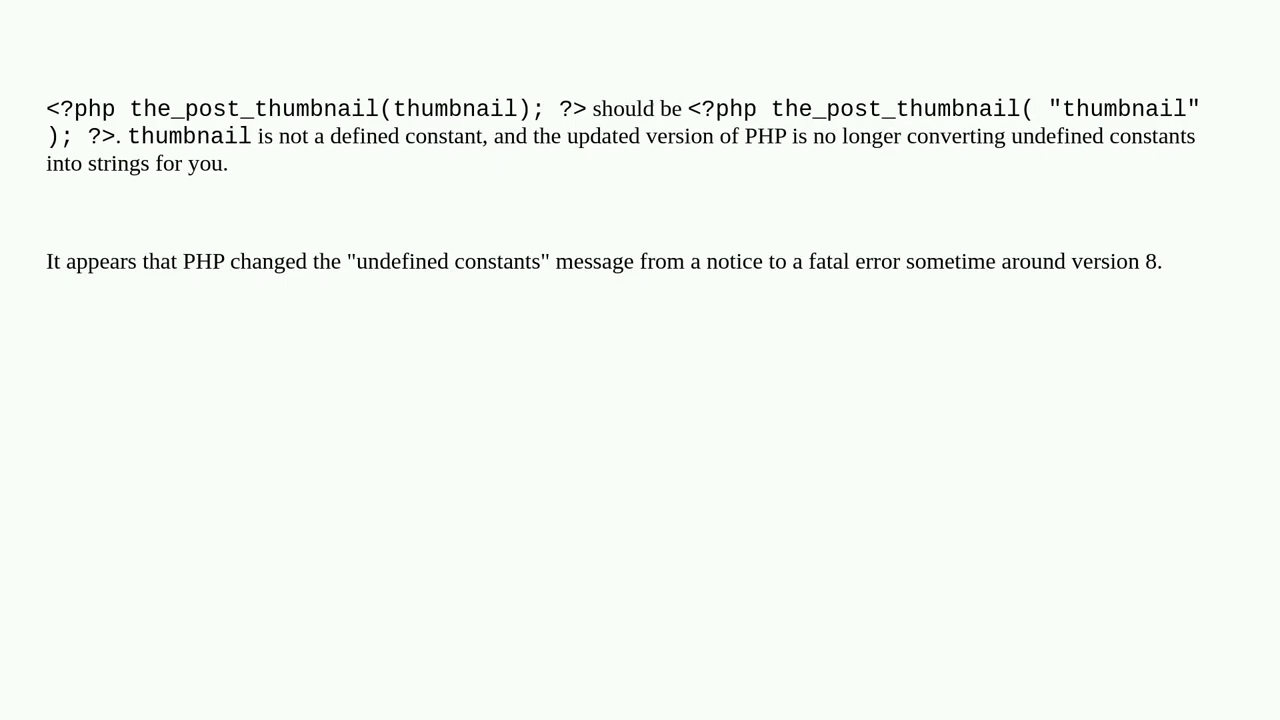 <?php the_post_thumbnail(thumbnail); ?> should be <?php the_post_thumbnail( "thumbnail"
); ?>. thumbnail is not a defined constant, and the updated version of PHP is no longer converting undefined constants
into strings for you.
It appears that PHP changed the "undefined constants" message from a notice to a fatal error sometime around version 8.